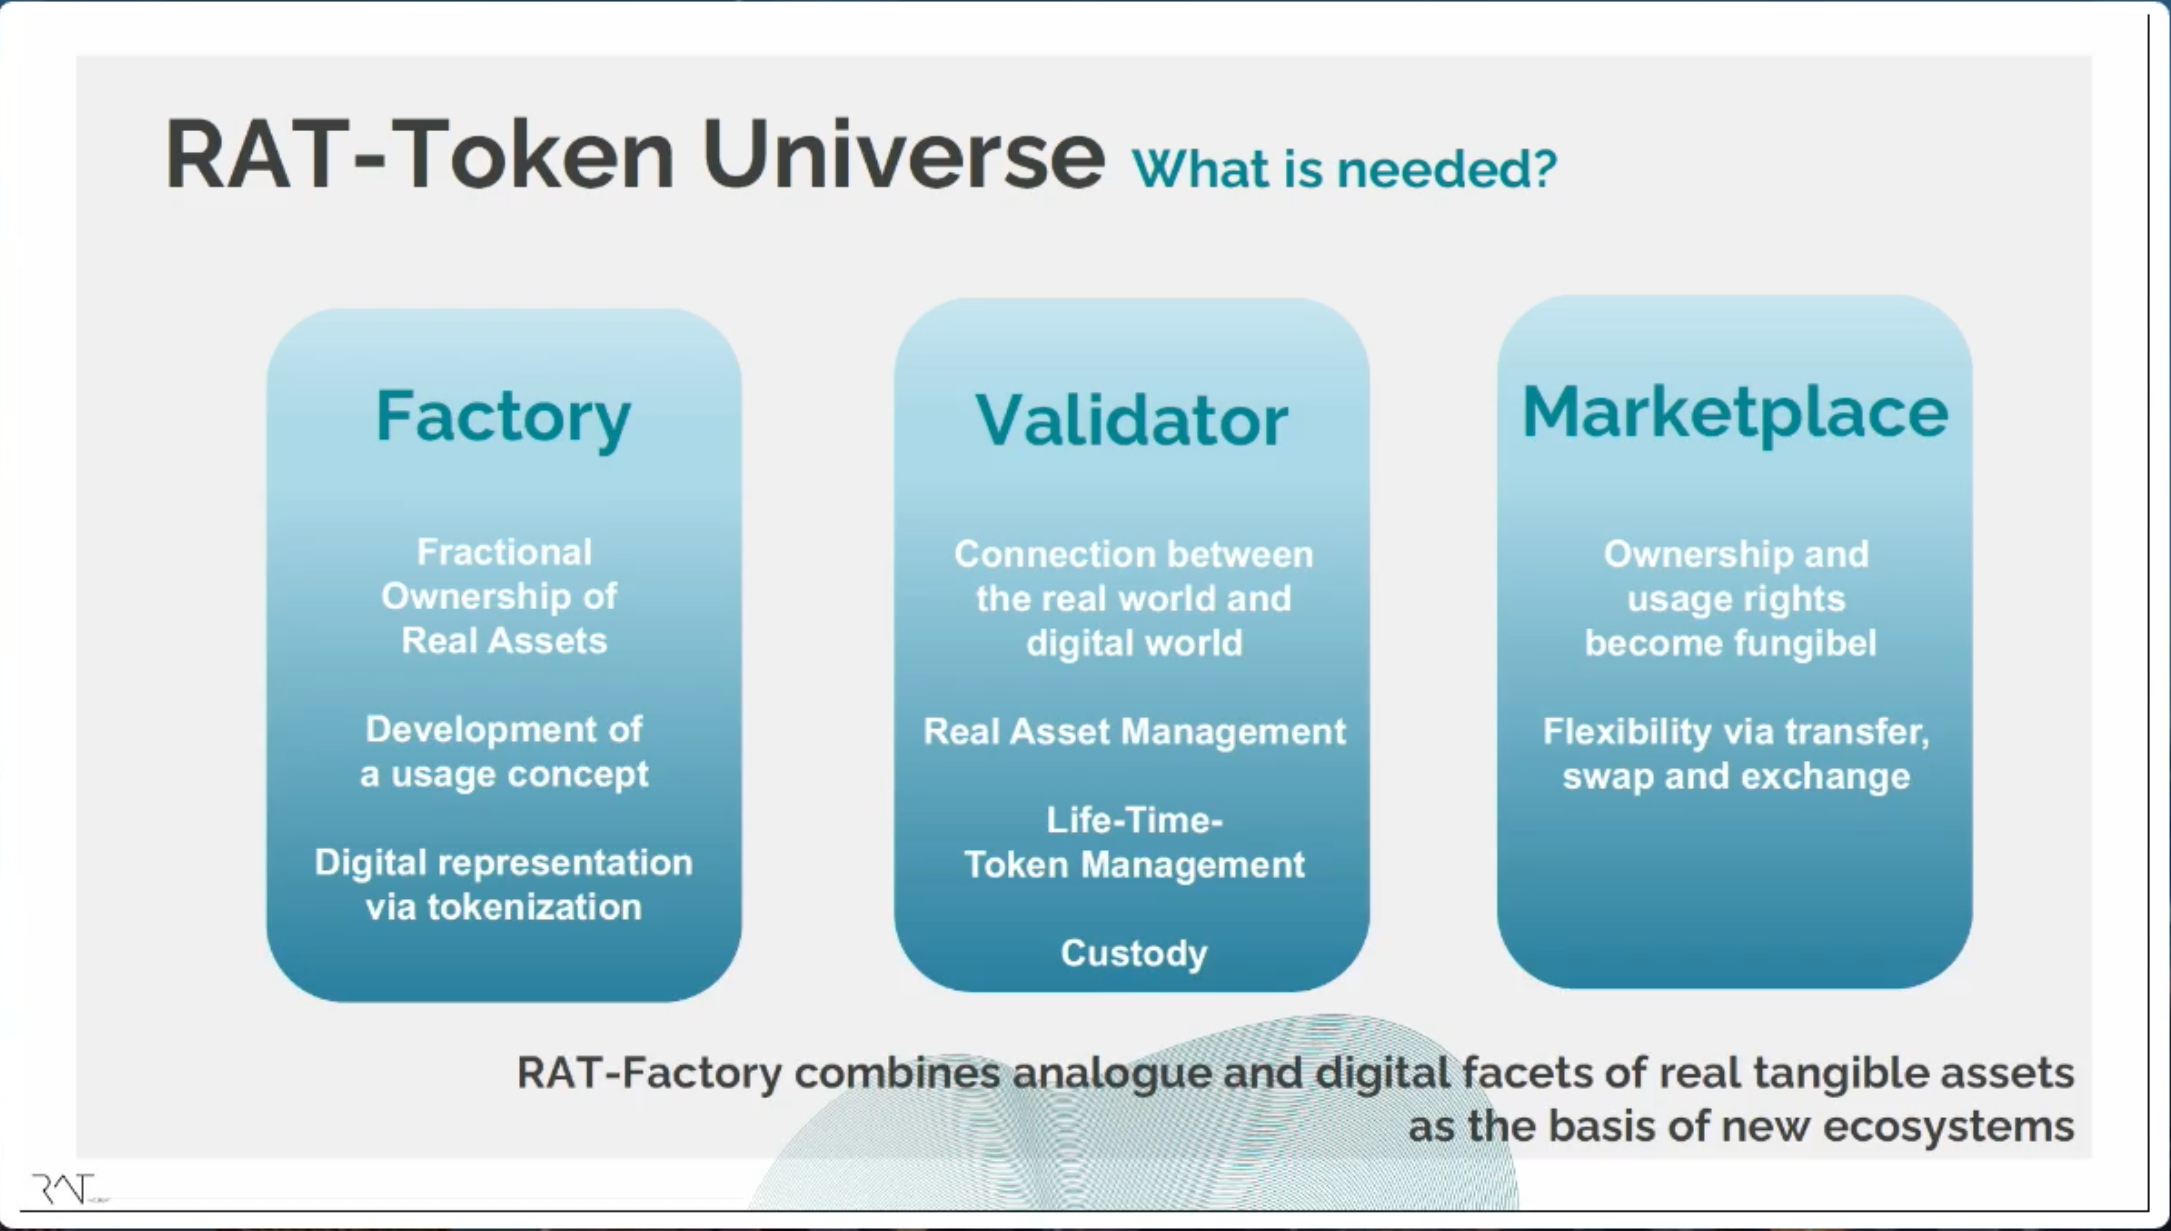 RAT-Token Universe What is needed?
Factory
Fractional
Ownership of
Real Assets
Development of
a usage concept
Digital representation
via tokenization
Validator
Connection between
the real world and
digital world
Real Asset Management
Life-Time-
Token Management
Custody
Marketplace
Ownership and
usage rights
become fungibel
Flexibility via transfer,
swap and exchange
RAT-Factory combines analogue and digital facets of real tangible assets
as the basis of new ecosystems
RAT